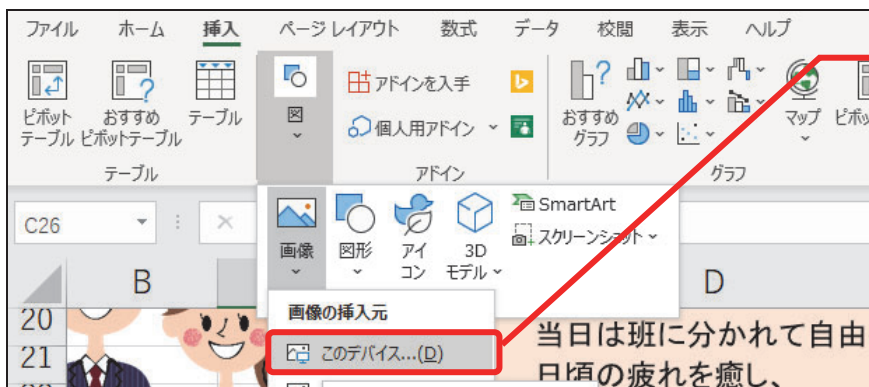 ファイル ホーム 挿入 ページ レイアウト 数式 データ 校閲 表示 ヘルプ
ピボット
テーブル
おすすめ
ピボットテーブル
テーブル
図
アドインを入手
個人用アドイン
おすすめ
グラフ
マップ
ピボッ
テーブル アドイン グラフ
C26
画像
図形
アイ
コン
3D
モデル
SmartArt
スクリーンショット
B D
画像の挿入元
このデバイス...(D)
20
21
当日は班に分かれて自由
日頃の疲れを癒し、